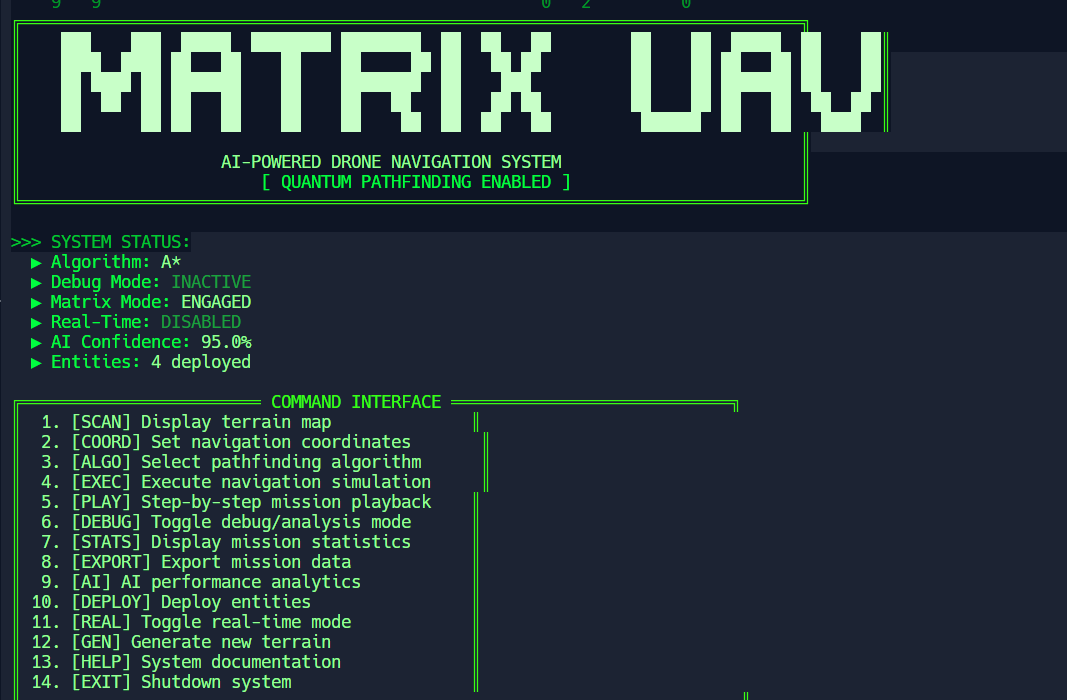 9 9 0 2 0
MATRIX UAV
AI-POWERED DRONE NAVIGATION SYSTEM
[ QUANTUM PATHFINDING ENABLED ]
>>> SYSTEM STATUS:
▶ Algorithm: A*
▶ Debug Mode: INACTIVE
▶ Matrix Mode: ENGAGED
▶ Real-Time: DISABLED
▶ AI Confidence: 95.0%
▶ Entities: 4 deployed
COMMAND INTERFACE
1. [SCAN] Display terrain map
2. [COORD] Set navigation coordinates
3. [ALGO] Select pathfinding algorithm
4. [EXEC] Execute navigation simulation
5. [PLAY] Step-by-step mission playback
6. [DEBUG] Toggle debug/analysis mode
7. [STATS] Display mission statistics
8. [EXPORT] Export mission data
9. [AI] AI performance analytics
10. [DEPLOY] Deploy entities
11. [REAL] Toggle real-time mode
12. [GEN] Generate new terrain
13. [HELP] System documentation
14. [EXIT] Shutdown system